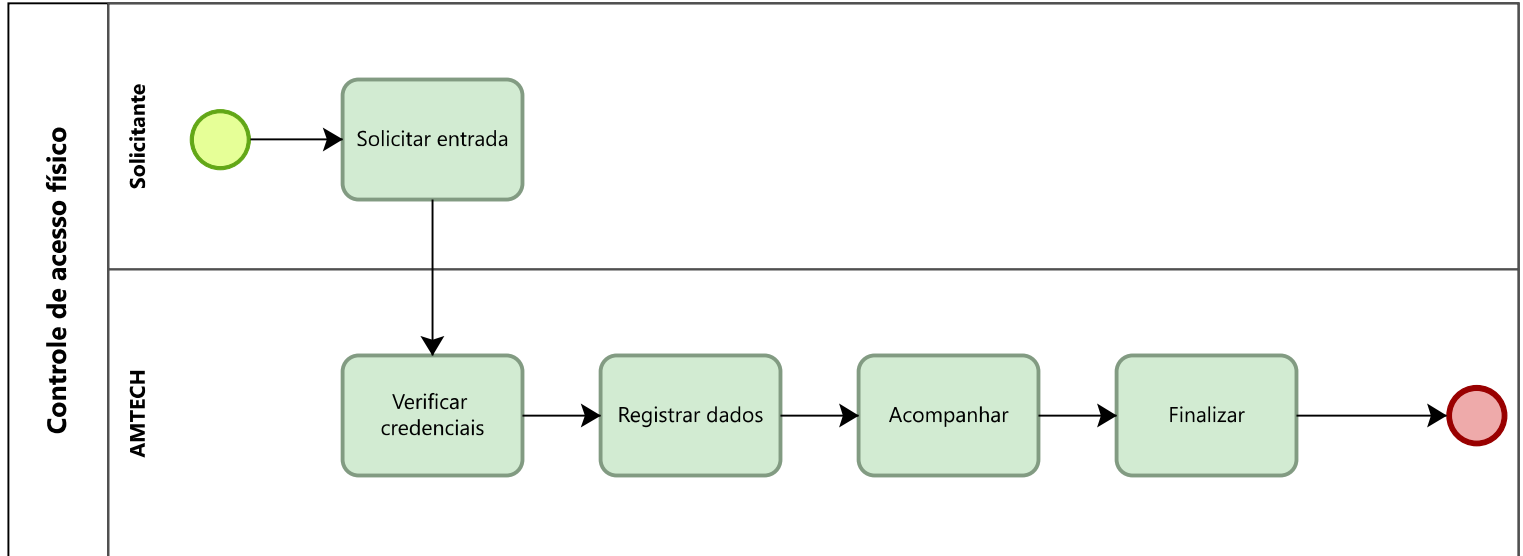 Controle de acesso físico
Solicitante
Solicitar entrada
AMTECH
Verificar
credenciais
Registrar dados
Acompanhar
Finalizar